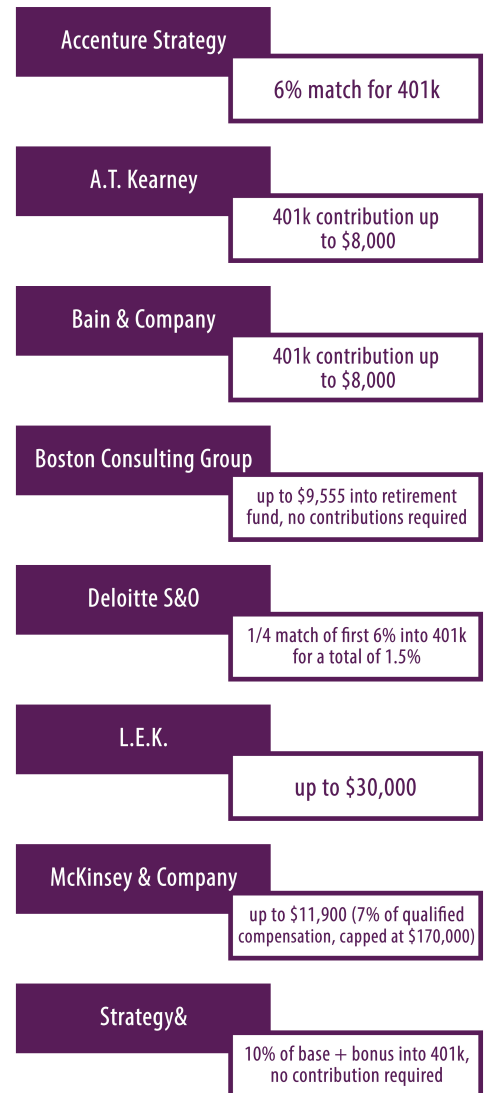 Accenture Strategy
6% match for 401k
A.T. Kearney
401k contribution up
to $8,000
Bain & Company
401k contribution up
to $8,000
Boston Consulting Group
up to $9,555 into retirement
fund, no contributions required
Deloitte S&O
1/4 match of first 6% into 401k
for a total of 1.5%
L.E.K.
up to $30,000
McKinsey & Company
up to $11,900 (7% of qualified
compensation, capped at $170,000)
Strategy&
10% of base + bonus into 401k,
no contribution required